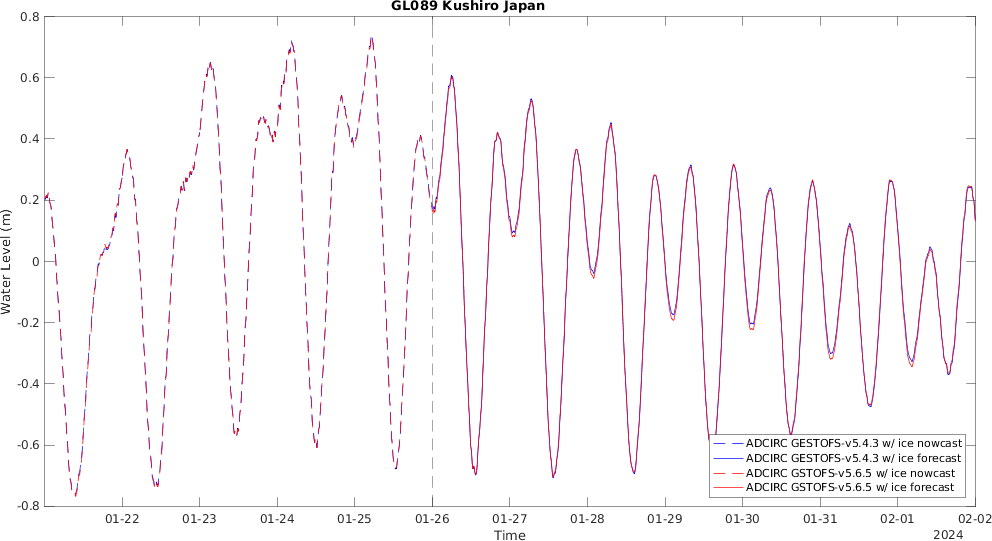 GL089 Kushiro Japan
0.8
0.6
0.4
0.2
0
-0.2
-0.4
-0.6
-0.8
Water Level (m)
ADCIRC GESTOFS-v5.4.3 w/ ice nowcast
ADCIRC GESTOFS-v5.4.3 w/ ice forecast
ADCIRC GSTOFS-v5.6.5 w/ ice nowcast
ADCIRC GSTOFS-v5.6.5 w/ ice forecast
01-22 01-23 01-24 01-25 01-26 01-27 01-28 01-29 01-30 01-31 02-01 02-02
Time
2024